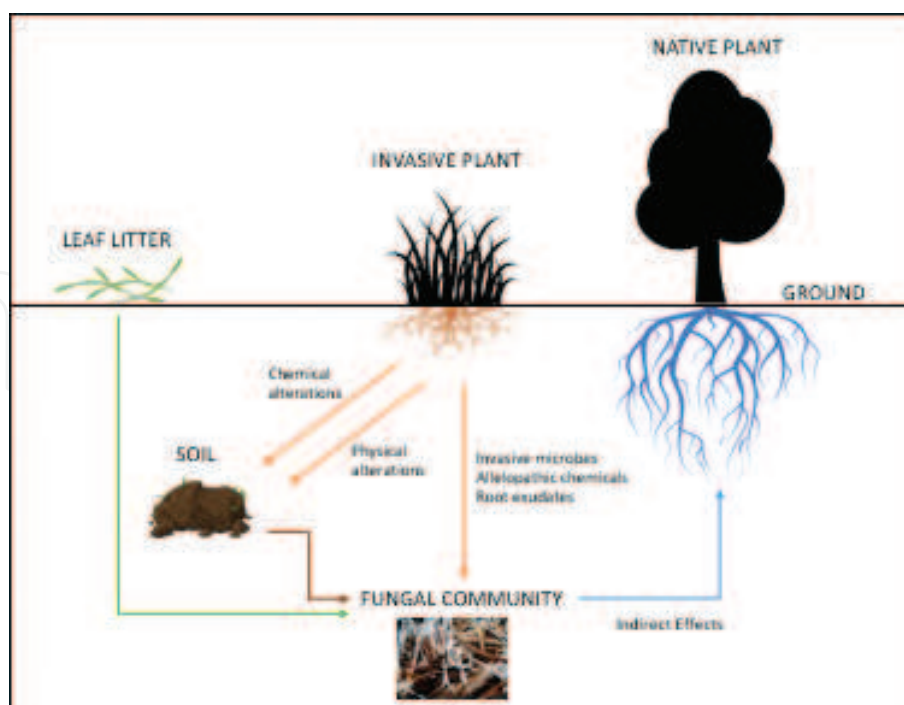 NATIVE PLANT
INVASIVE PLANT
LEAF LITTER
GROUND
Chemical
alterations
SOIL
Physical
alterations
Invasive microbes
Allelopathic chemicals
Root exudales
FUNGAL COMMUNITY
Indirect Effects